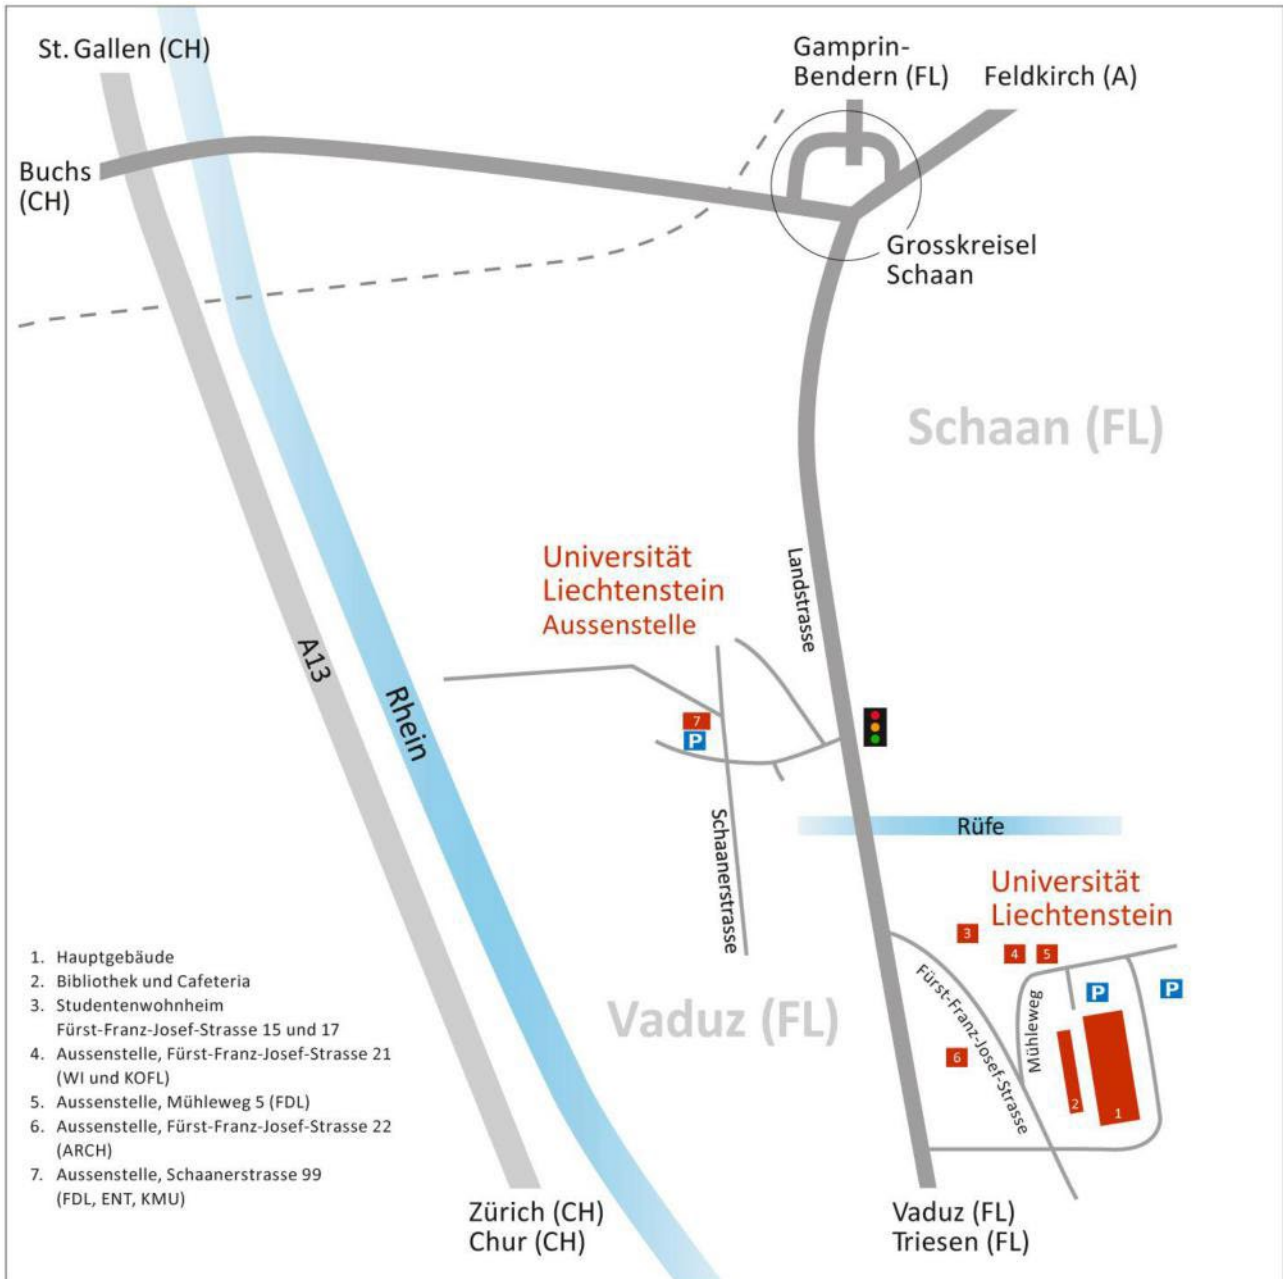 St. Gallen (CH)
Gamprin-
Bendern (FL)
Feldkirch (A)
Buchs
(CH)
Grosskreisel
Schaan
Schaan (FL)
Universität
Liechtenstein
Aussenstelle
Landstrasse
A13
Rhein
7
P
Schaanerstrasse
Rüfe
Universität
Liechtenstein
3
4
5
P
P
Fürst-Franz-Josef-Strasse
Mühleweg
6
2
1
Vaduz (FL)
1. Hauptgebäude
2. Bibliothek und Cafeteria
3. Studentenwohnheim
Fürst-Franz-Josef-Strasse 15 und 17
4. Aussenstelle, Fürst-Franz-Josef-Strasse 21
(WI und KOFL)
5. Aussenstelle, Mühleweg 5 (FDL)
6. Aussenstelle, Fürst-Franz-Josef-Strasse 22
(ARCH)
7. Aussenstelle, Schaanerstrasse 99
(FDL, ENT, KMU)
Zürich (CH)
Chur (CH)
Vaduz (FL)
Triesen (FL)